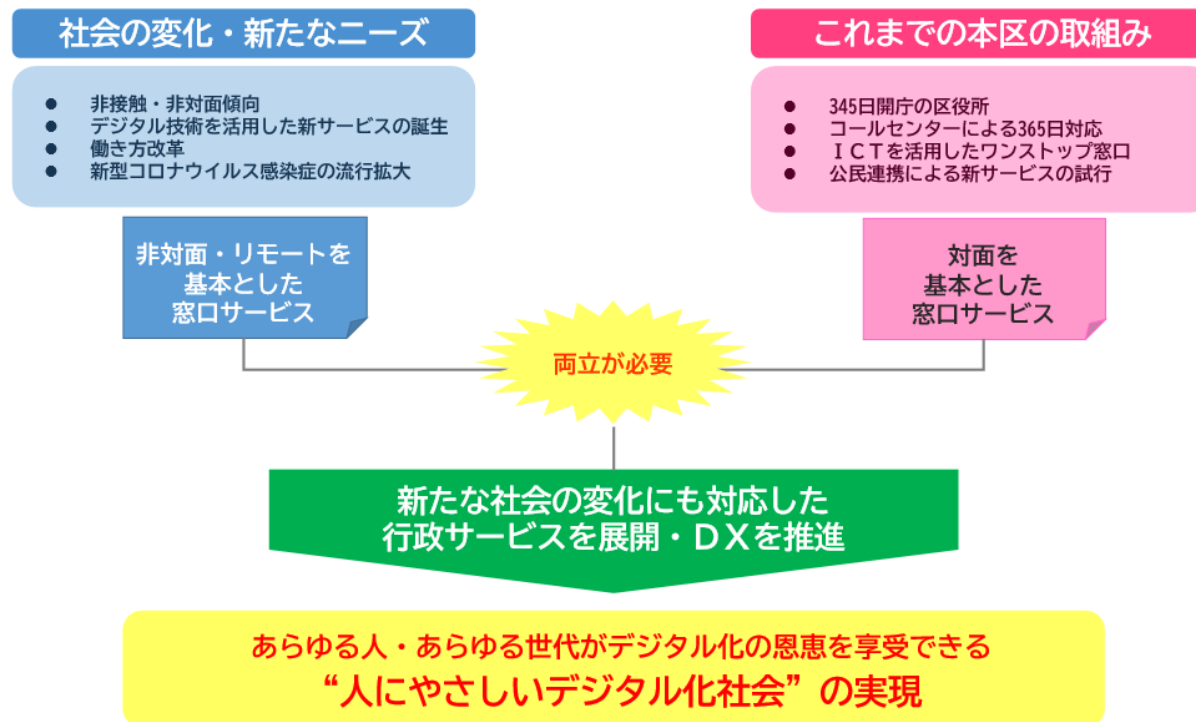 社会の変化・新たなニーズ
● 非接触・非対面傾向
● デジタル技術を活用した新サービスの誕生
● 働き方改革
● 新型コロナウイルス感染症の流行拡大
非対面・リモートを
基本とした
窓口サービス
これまでの本区の取組み
● 345日開庁の区役所
● コールセンターによる365日対応
● ＩＣＴを活用したワンストップ窓口
● 公民連携による新サービスの試行
対面を
基本とした
窓口サービス
両立が必要
新たな社会の変化にも対応した
行政サービスを展開・ＤＸを推進
あらゆる人・あらゆる世代がデジタル化の恩恵を享受できる
“人にやさしいデジタル化社会”の実現